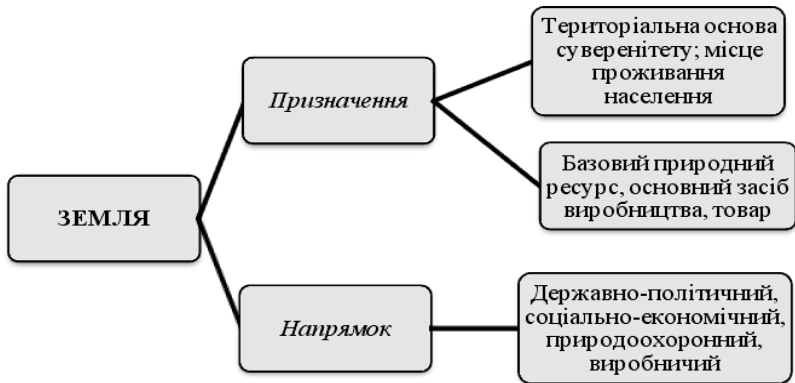 ЗЕМЛЯ
Призначення
Територіальна основа
суверенітету; місце
проживання
населення
Базовий природний
ресурс, основний засіб
виробництва, товар
Напрямок
Державно-політичний,
соціально-економічний,
природоохоронний,
виробничий